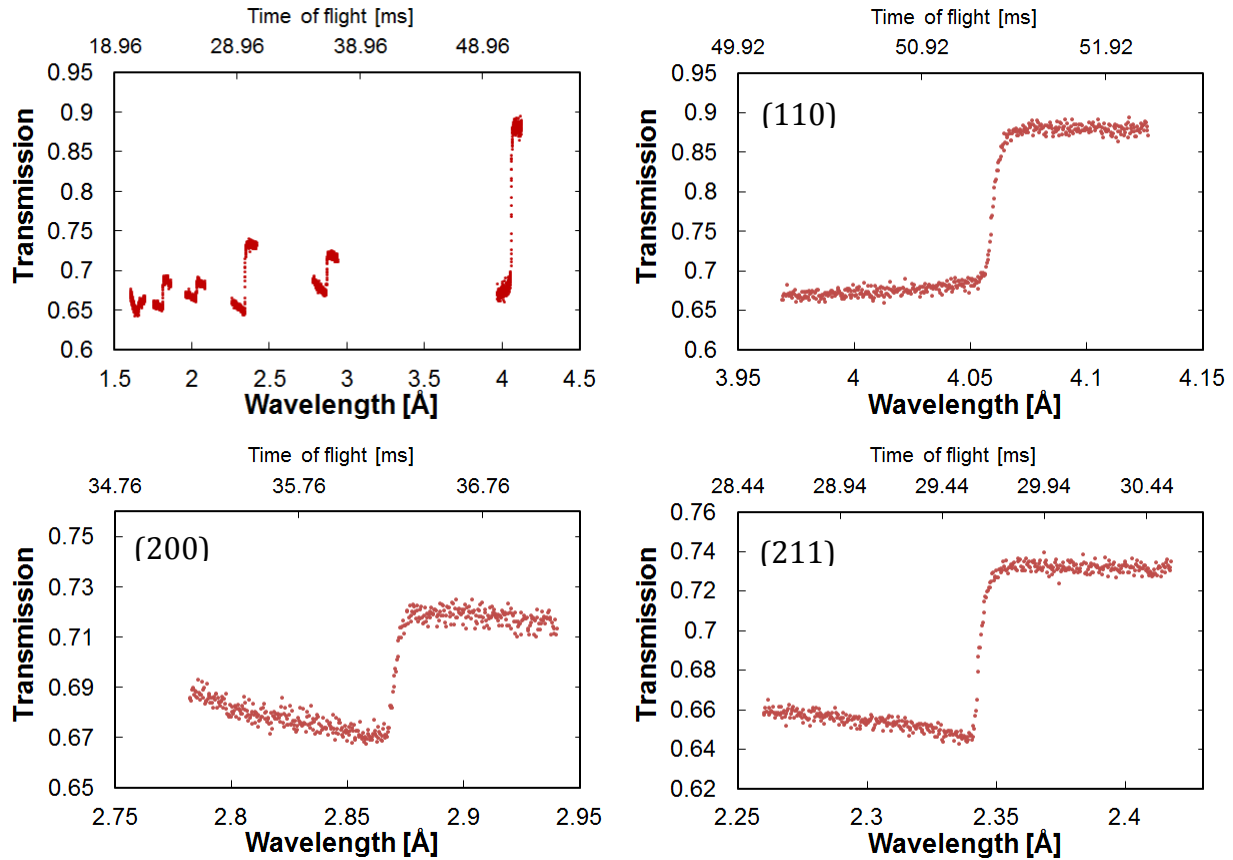 Time of flight [ms]
18.96 28.96 38.96 48.96
0.95
0.9
0.85
0.8
0.75
0.7
0.65
0.6
Transmission
1.5 2 2.5 3 3.5 4 4.5
Wavelength [Å]
Time of flight [ms]
49.92 50.92 51.92
(110)
0.95
0.9
0.85
0.8
0.75
0.7
0.65
0.6
Transmission
3.95 4 4.05 4.1 4.15
Wavelength [Å]
Time of flight [ms]
34.76 35.76 36.76
(200)
0.75
0.73
0.71
0.69
0.67
0.65
Transmission
2.75 2.8 2.85 2.9 2.95
Wavelength [Å]
Time of flight [ms]
28.44 28.94 29.44 29.94 30.44
(211)
0.76
0.74
0.72
0.7
0.68
0.66
0.64
0.62
Transmission
2.25 2.3 2.35 2.4
Wavelength [Å]